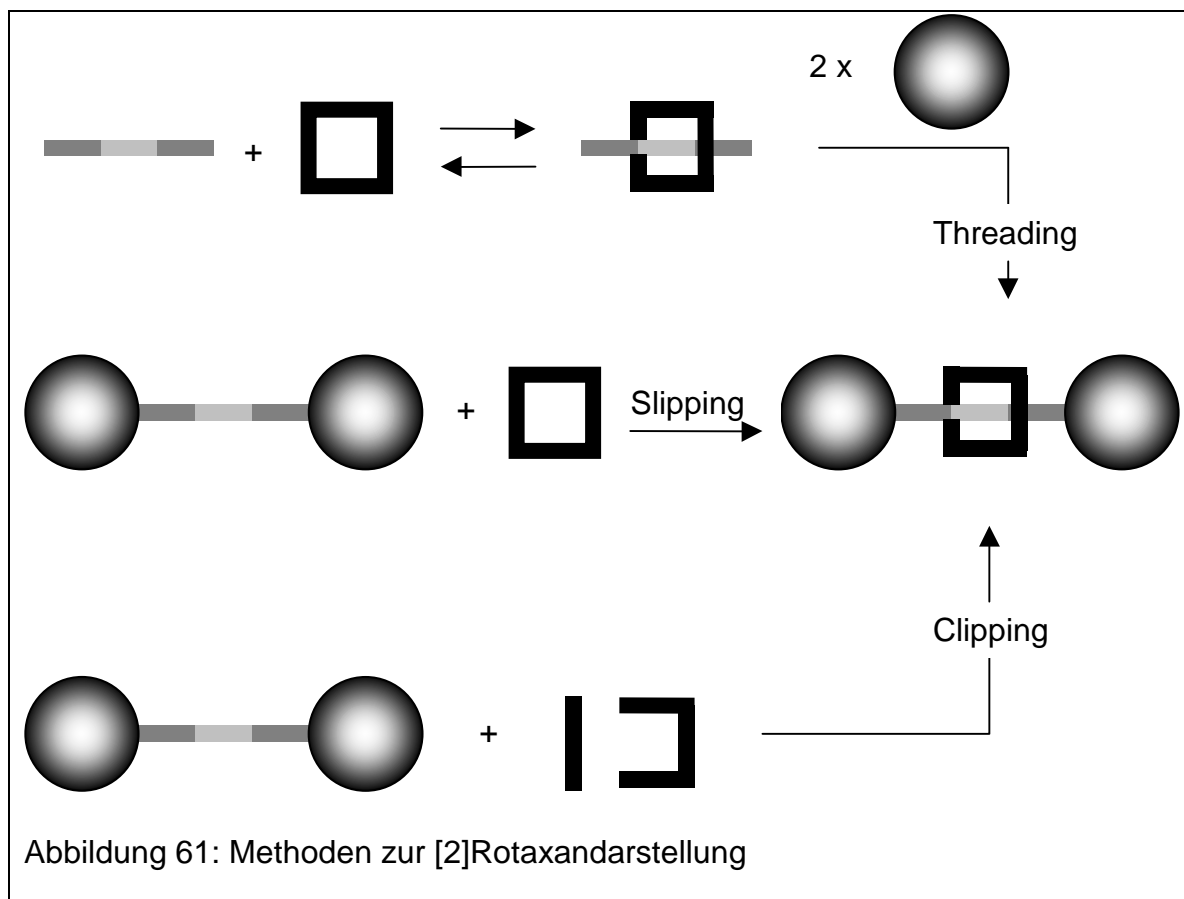 2 x
+
Threading
+
Slipping
Clipping
+
Abbildung 61: Methoden zur [2]Rotaxandarstellung